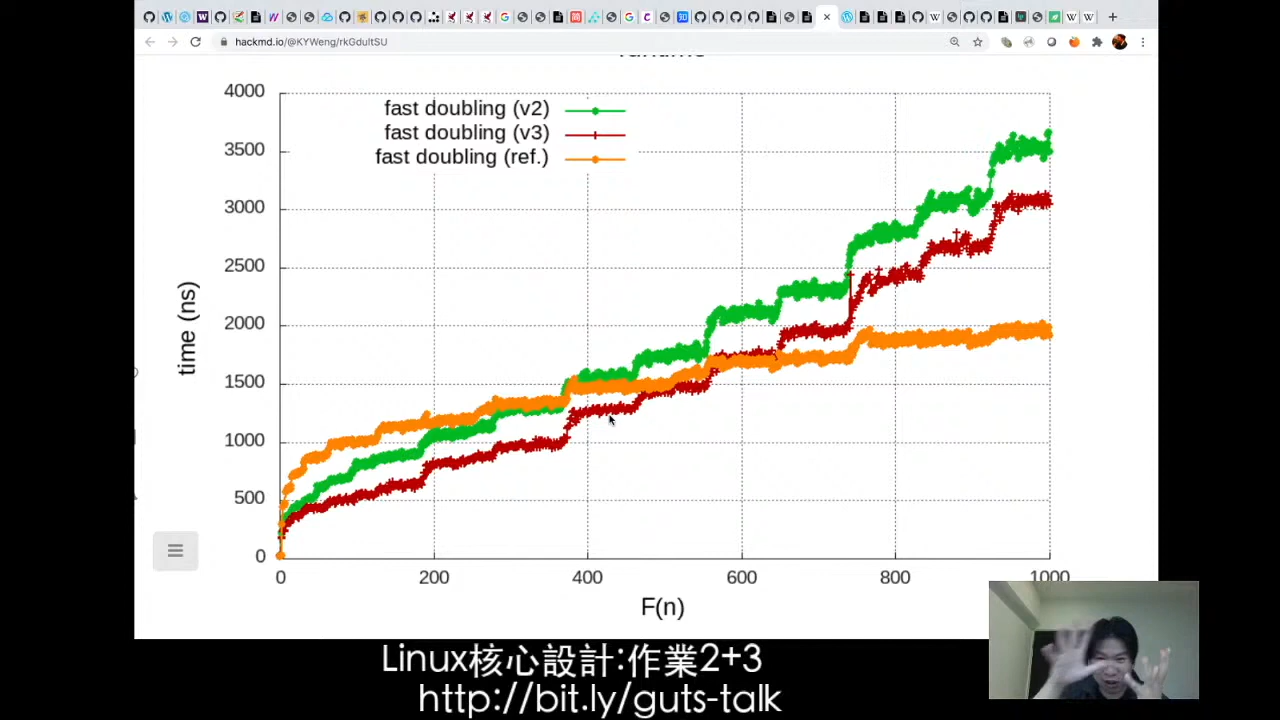 hackmd.io/@KYWeng/rkGdultSU
4000
3500
3000
2500
2000
1500
1000
500
0
time (ns)
fast doubling (v2)
fast doubling (v3)
fast doubling (ref.)
0 200 400 600 800 1000
F(n)
Linux核心設計:作業2+3
http://bit.ly/guts-talk